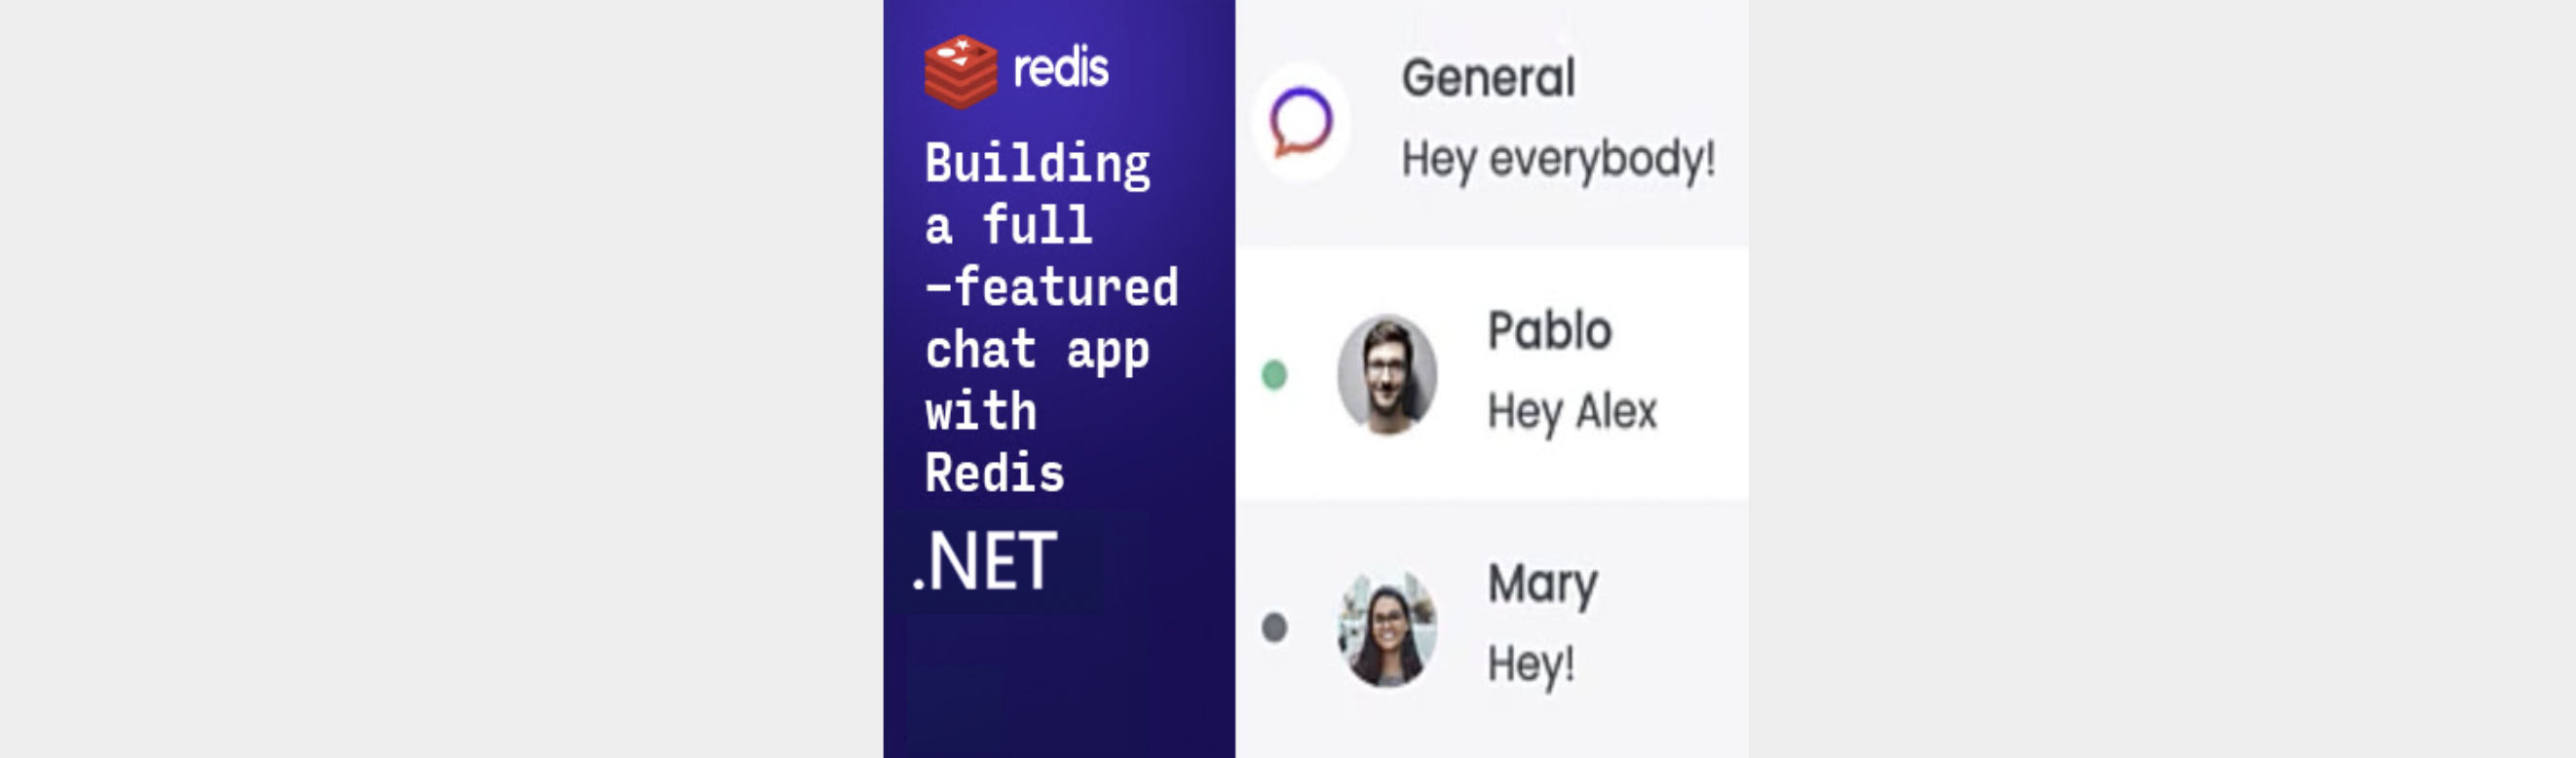 redis
Building
a full
-featured
chat app
with
Redis
.NET
General
Hey everybody!
Pablo
Hey Alex
Mary
Hey!